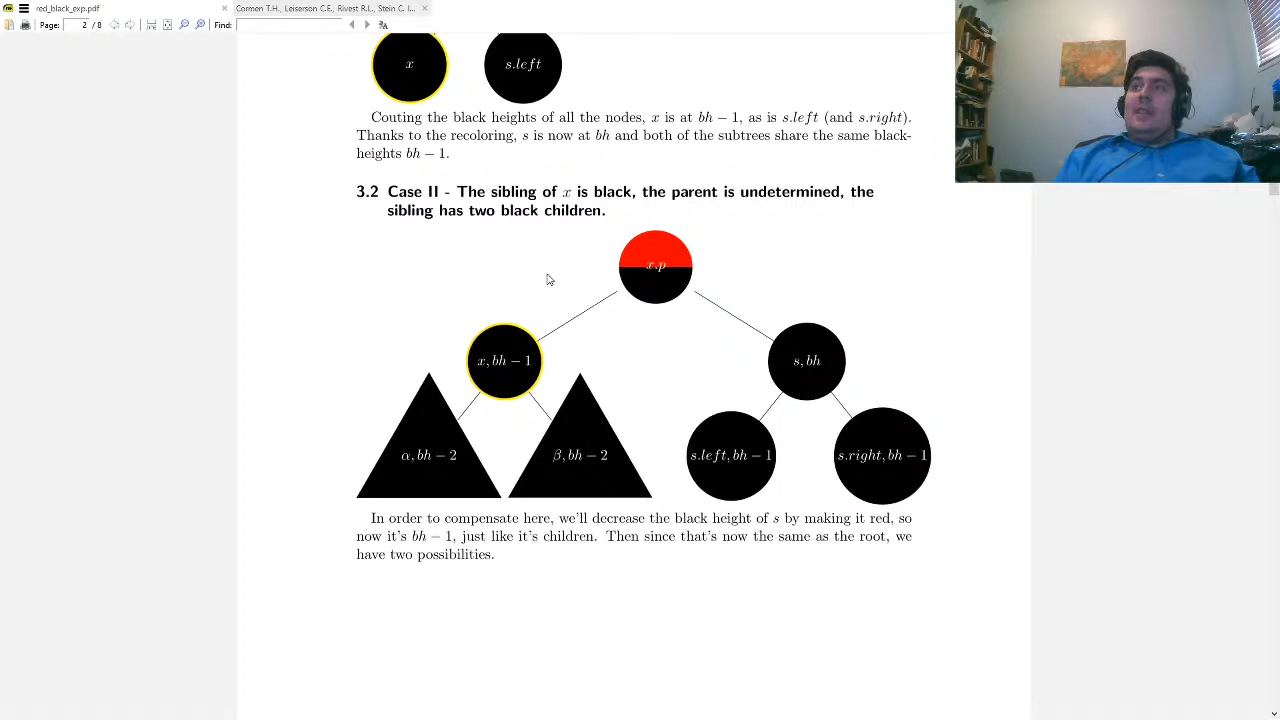 red_black_exp.pdf
Cormen T.H., Leiserson C.E., Rivest R.L., Stein C. I...
Page: 2 / 8 Find:
x s.left
Couting the black heights of all the nodes, x is at bh − 1, as is s.left (and s.right).
Thanks to the recoloring, s is now at bh and both of the subtrees share the same black-
heights bh − 1.
3.2 Case II - The sibling of x is black, the parent is undetermined, the
sibling has two black children.
x.p
x, bh − 1 s, bh
α, bh − 2 β, bh − 2 s.left, bh − 1 s.right, bh − 1
In order to compensate here, we'll decrease the black height of s by making it red, so
now it's bh − 1, just like it's children. Then since that's now the same as the root, we
have two possibilities.